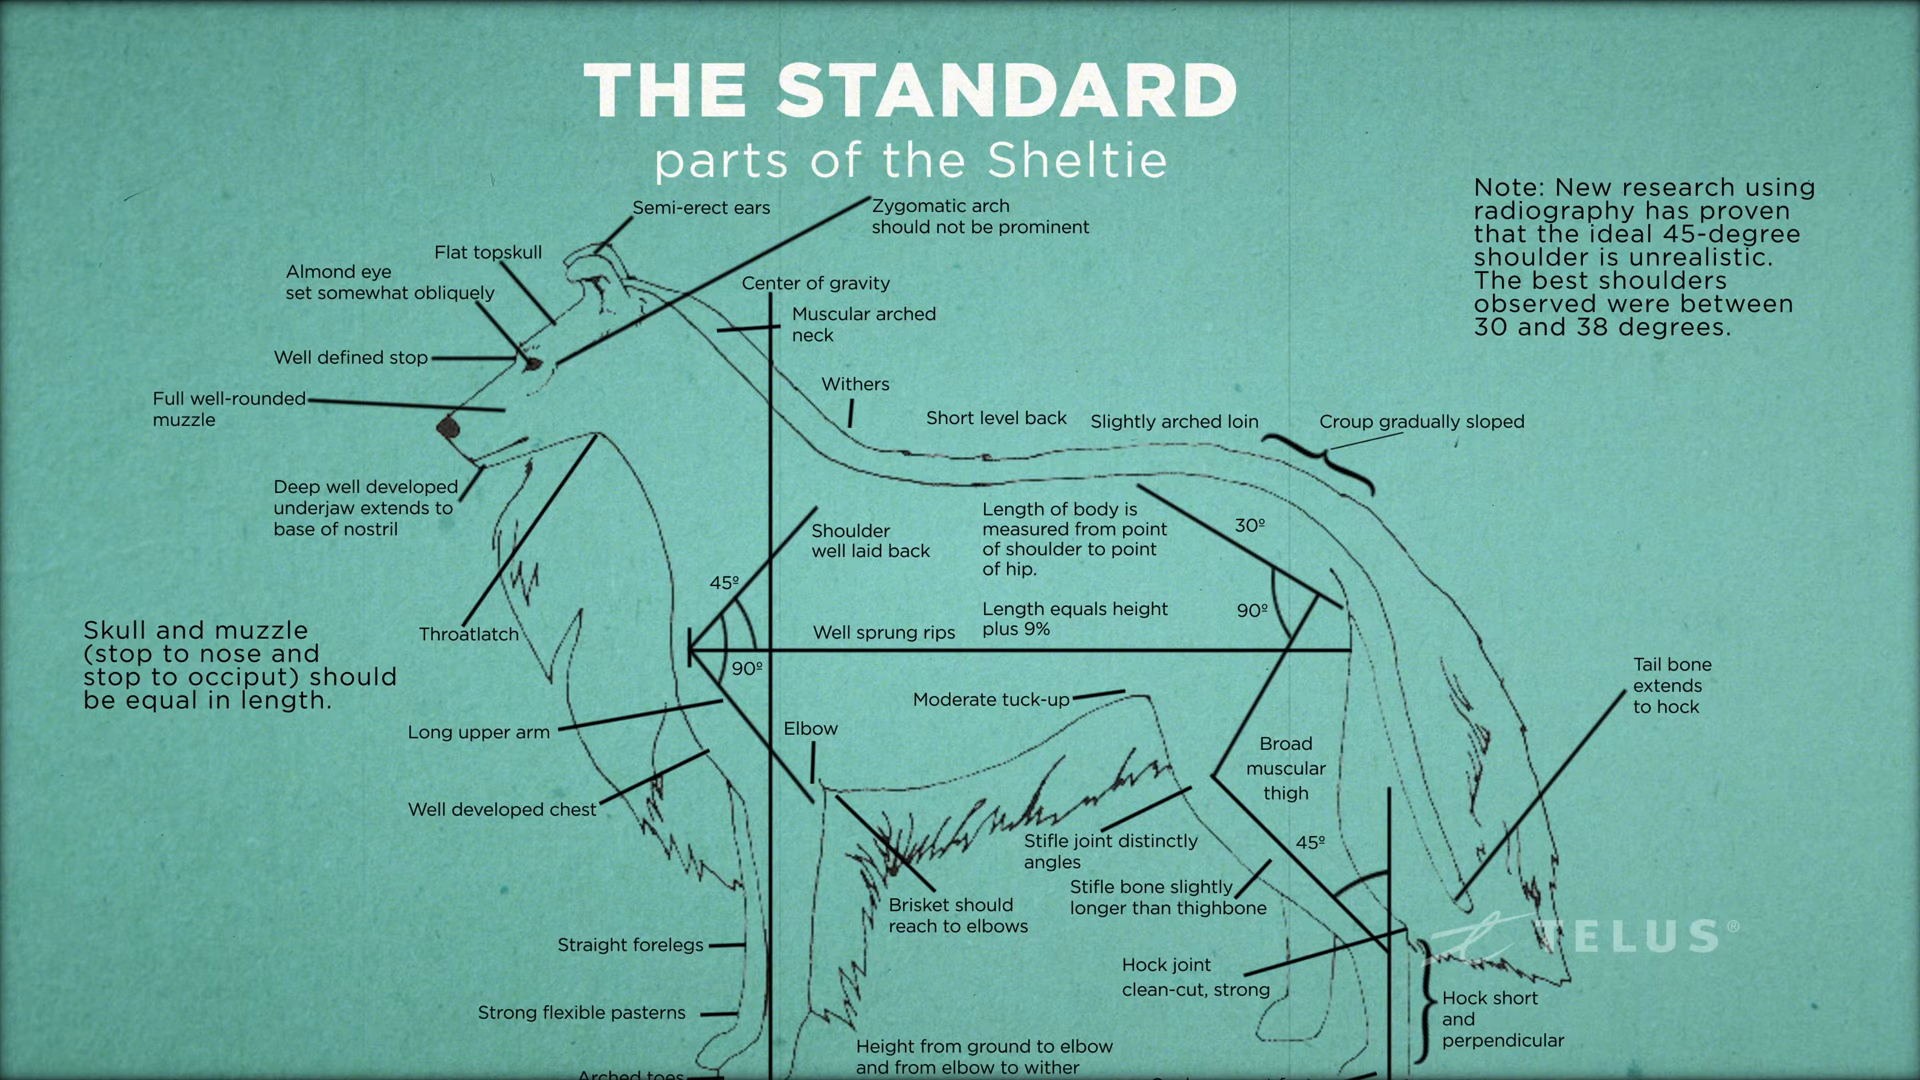 THE STANDARD
parts of the Sheltie
Semi-erect ears
Zygomatic arch
should not be prominent
Note: New research using
radiography has proven
that the ideal 45-degree
shoulder is unrealistic.
The best shoulders
observed were between
30 and 38 degrees.
Flat topskull
Almond eye
set somewhat obliquely
Center of gravity
Muscular arched
neck
Well defined stop
Full well-rounded
muzzle
Withers
Short level back
Slightly arched loin
Croup gradually sloped
Deep well developed
underjaw extends to
base of nostril
Shoulder
well laid back
Length of body is
measured from point
of shoulder to point
of hip.
30º
45º
90º
Length equals height
plus 9%
Throatlatch
Well sprung rips
Skull and muzzle
(stop to nose and
stop to occiput) should
be equal in length.
90º
Tail bone
extends
to hock
Moderate tuck-up
Long upper arm
Elbow
Broad
muscular
thigh
Well developed chest
Stifle joint distinctly
angles
45º
Stifle bone slightly
longer than thighbone
Brisket should
reach to elbows
Straight forelegs
TELUS®
Hock joint
clean-cut, strong
Strong flexible pasterns
Hock short
and
perpendicular
Height from ground to elbow
and from elbow to wither
Arched toes